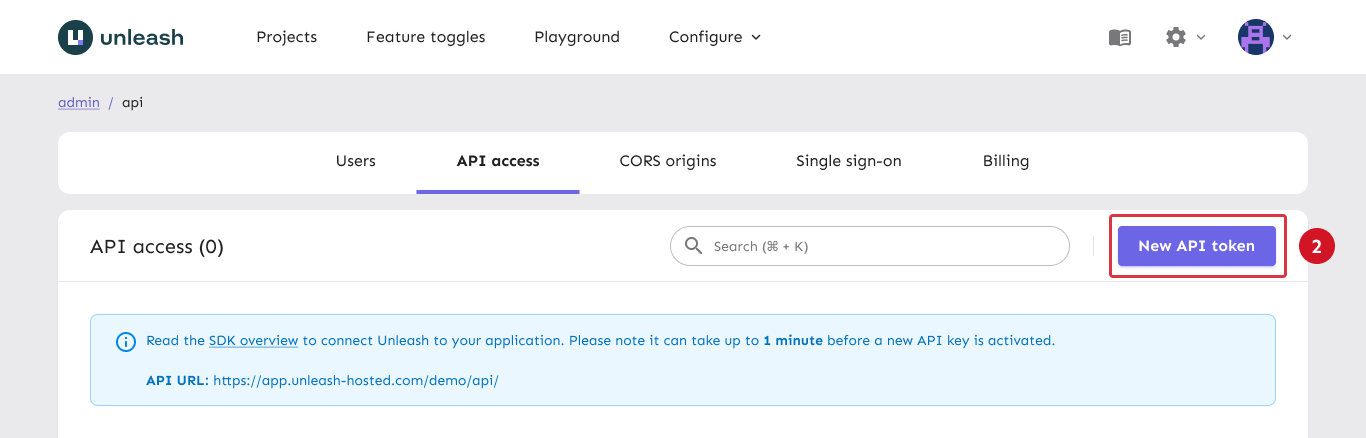 unleash
Projects Feature toggles Playground Configure
admin / api
Users API access CORS origins Single sign-on Billing
API access (0) Search (⌘ + K) New API token 2
Read the SDK overview to connect Unleash to your application. Please note it can take up to 1 minute before a new API key is activated.
API URL: https://app.unleash-hosted.com/demo/api/